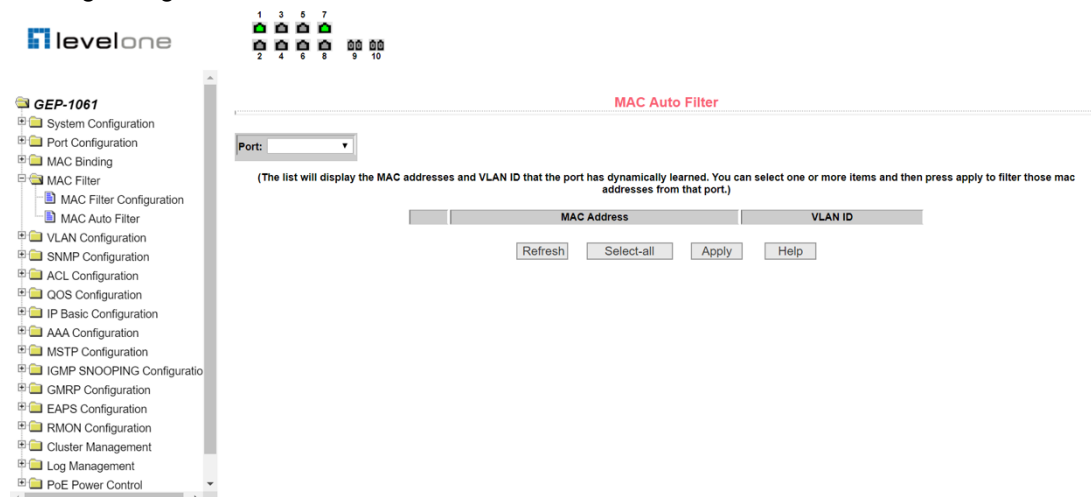 levelone
1 3 5 7
2 4 6 8 9 10
GEP-1061
System Configuration
Port Configuration
MAC Binding
MAC Filter
MAC Filter Configuration
MAC Auto Filter
VLAN Configuration
SNMP Configuration
ACL Configuration
QOS Configuration
IP Basic Configuration
AAA Configuration
MSTP Configuration
IGMP SNOOPING Configuratio
GMRP Configuration
EAPS Configuration
RMON Configuration
Cluster Management
Log Management
PoE Power Control
MAC Auto Filter
Port:
(The list will display the MAC addresses and VLAN ID that the port has dynamically learned. You can select one or more items and then press apply to filter those mac
addresses from that port.)
MAC Address VLAN ID
Refresh Select-all Apply Help